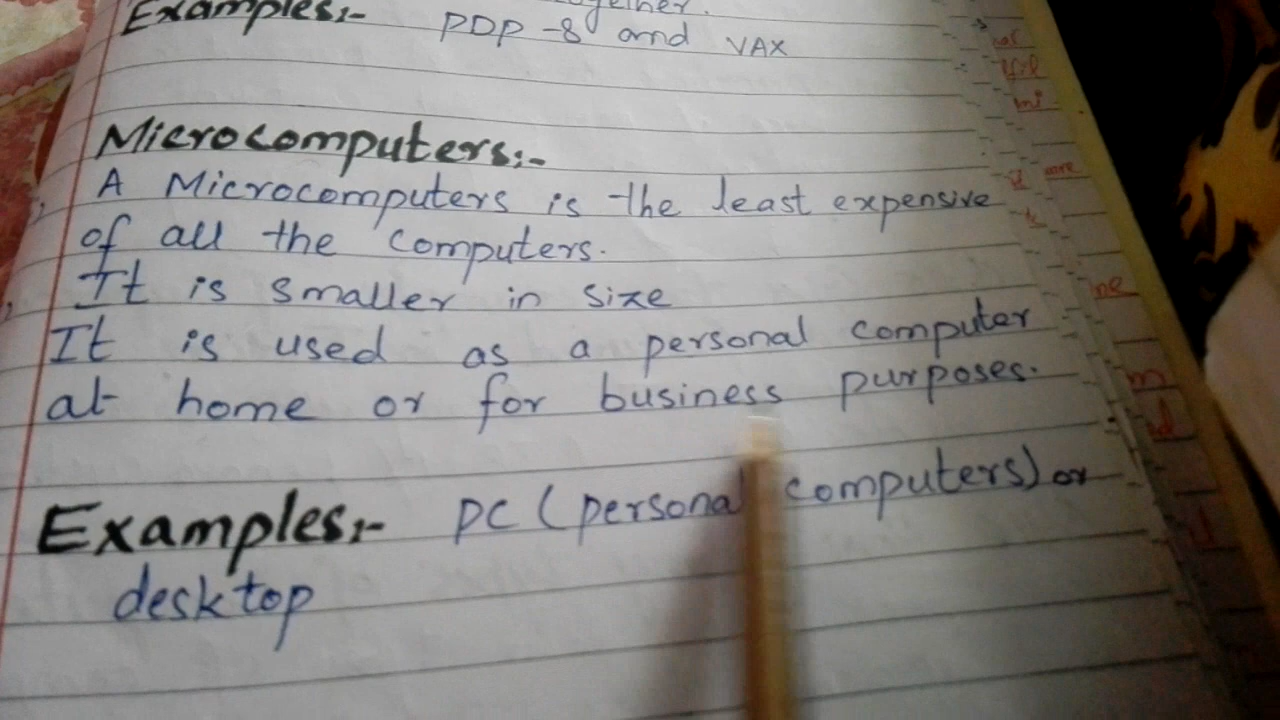 together.
Examples:- PDP-8 and VAX
Microcomputers:-
A Microcomputers is the least expensive
of all the computers.
It is smaller in size
It is used as a personal computer
at home or for business purposes.
Examples:- PC (personal computers) or
desktop